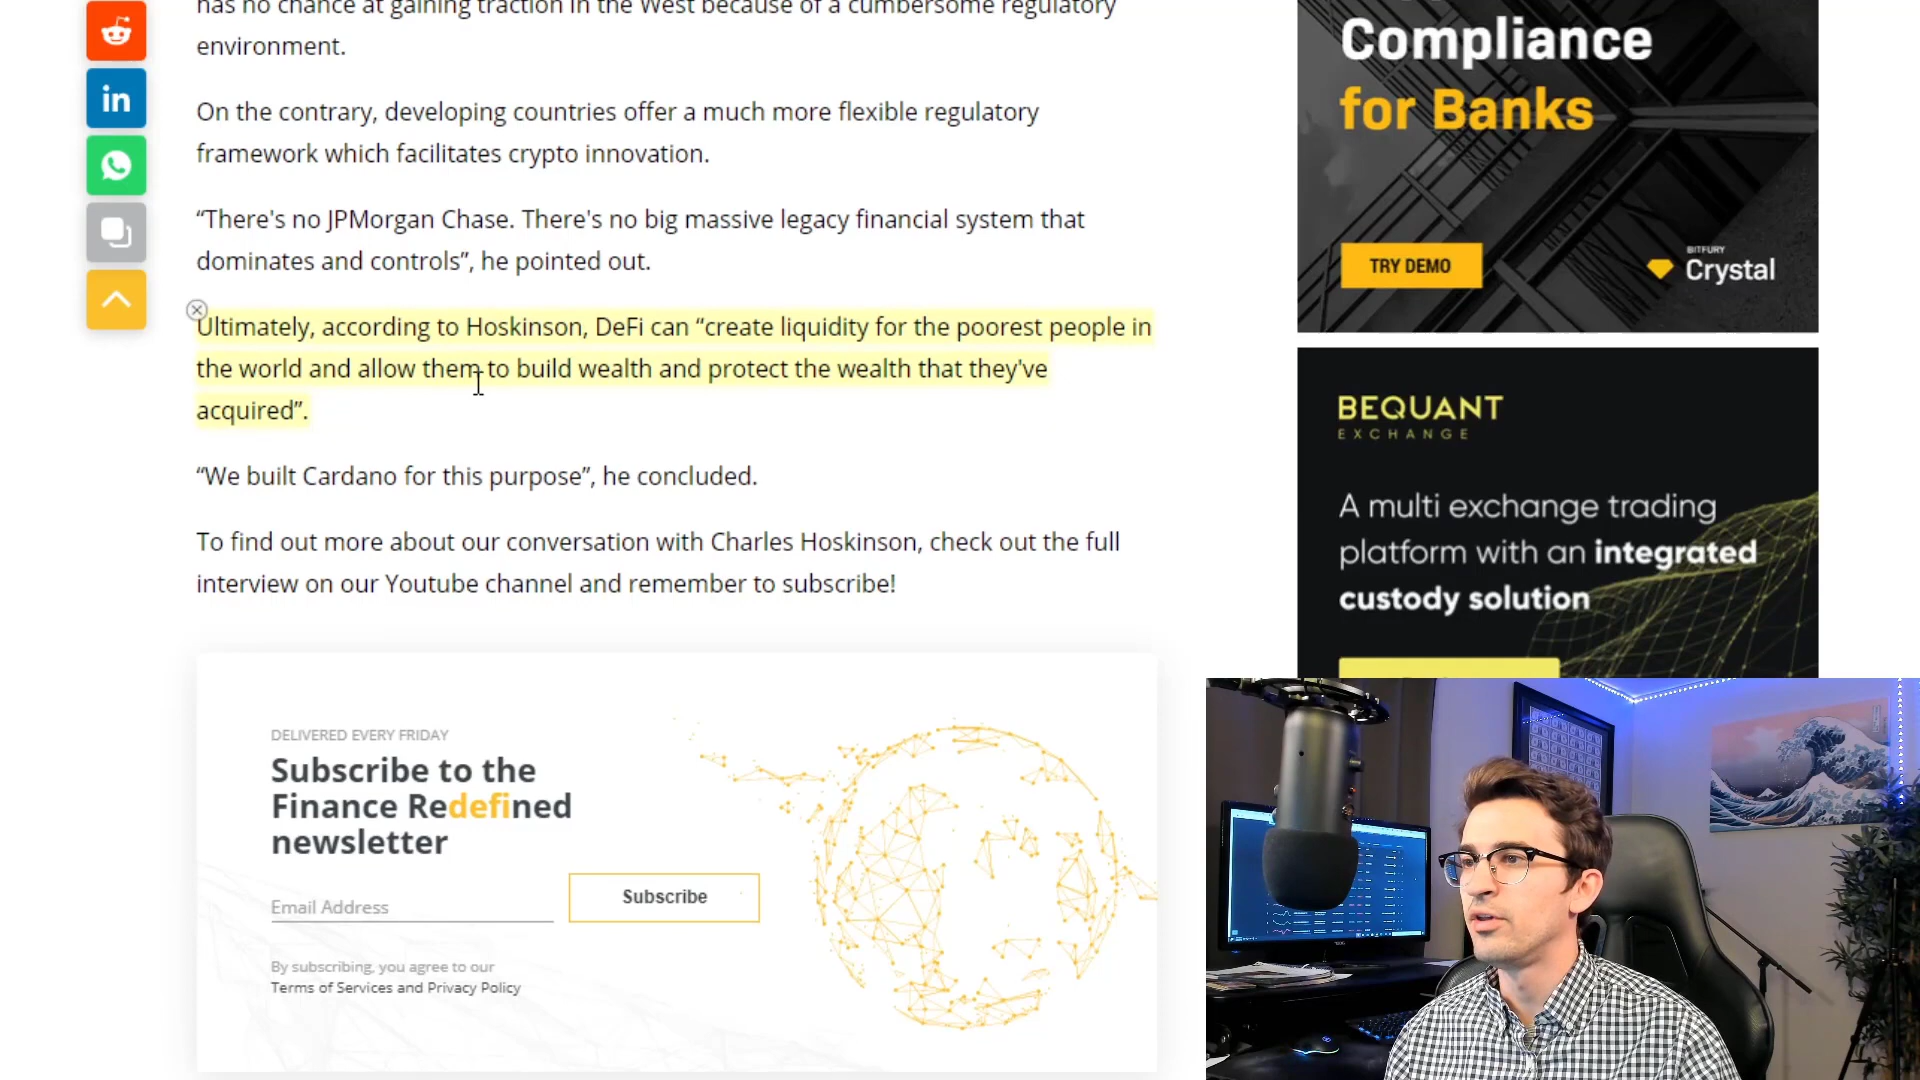 has no chance at gaining traction in the West because of a cumbersome regulatory
environment.
On the contrary, developing countries offer a much more flexible regulatory
framework which facilitates crypto innovation.
“There's no JPMorgan Chase. There's no big massive legacy financial system that
dominates and controls”, he pointed out.
Ultimately, according to Hoskinson, DeFi can “create liquidity for the poorest people in
the world and allow them to build wealth and protect the wealth that they've
acquired”.
“We built Cardano for this purpose”, he concluded.
To find out more about our conversation with Charles Hoskinson, check out the full
interview on our Youtube channel and remember to subscribe!
DELIVERED EVERY FRIDAY
Subscribe to the
Finance Redefined
newsletter
Email Address
Subscribe
By subscribing, you agree to our
Terms of Services and Privacy Policy
in
Compliance
for Banks
TRY DEMO
BITFURY
Crystal
BEQUANT
EXCHANGE
A multi exchange trading
platform with an integrated
custody solution